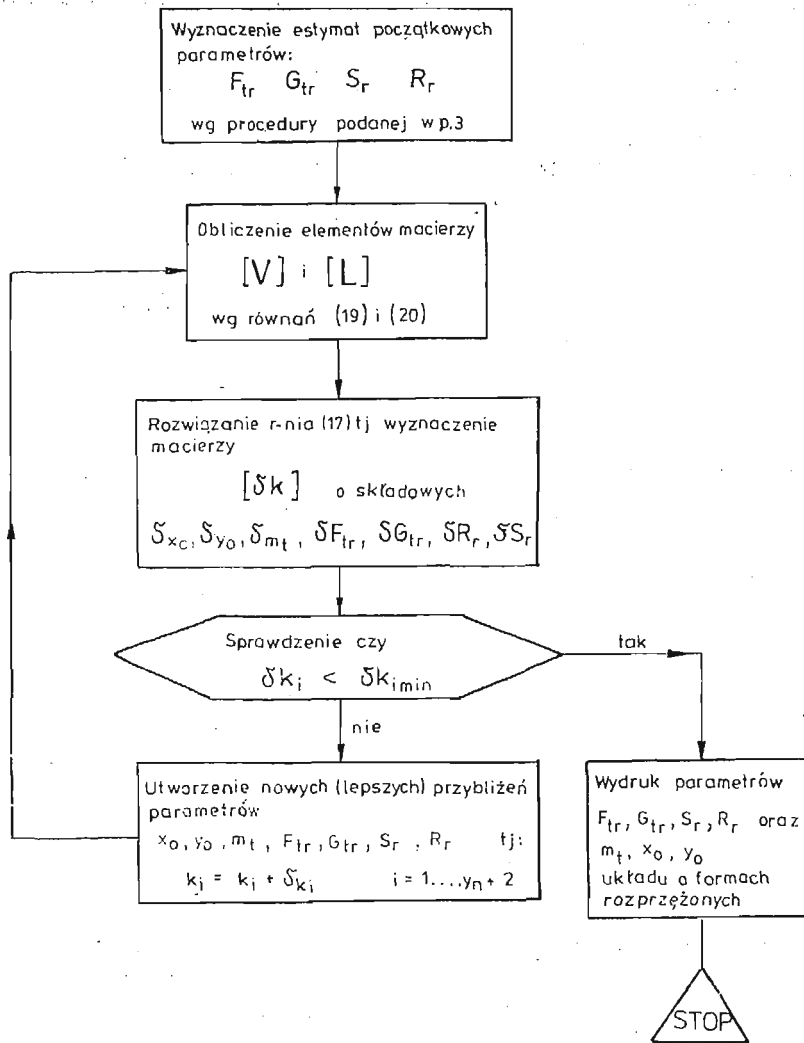 Wyznaczenie estymat początkowych
parametrów:
F_tr G_tr S_r R_r
wg procedury podanej w p.3
Obliczenie elementów macierzy
[V] i [L]
wg równań (19) i (20)
Rozwiązanie r-nia (17) tj wyznaczenie
macierzy
[δk] o składowych
δx_c, δy_o, δm_t, δF_tr, δG_tr, δR_r, δS_r
Sprawdzenie czy
δk_i < δk_imin
tak
nie
Utworzenie nowych (lepszych) przybliżeń
parametrów
x_o, y_o, m_t, F_tr, G_tr, S_r, R_r tj:
k_i = k_i + δk_i i = 1....y_n + 2
Wydruk parametrów
F_tr, G_tr, S_r, R_r oraz
m_t, x_o, y_o
układu o formach
rozprzężonych
STOP